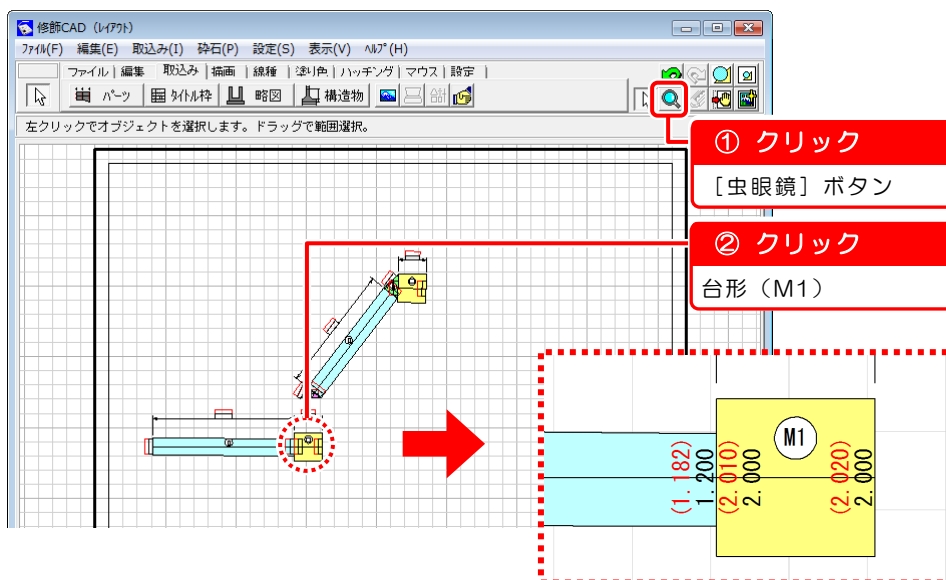 修飾CAD (レイアウト)
ファイル(F) 編集(E) 取込み(I) 砕石(P) 設定(S) 表示(V) ヘルプ(H)
ファイル 編集 取込み 描画 線種 塗り色 ハッチング マウス 設定
パーツ タイトル枠 略図 構造物
左クリックでオブジェクトを選択します。ドラッグで範囲選択。
① クリック
[虫眼鏡] ボタン
② クリック
台形（M1）
M1
(1.182)
1.200
(2.010)
2.000
(2.020)
2.000